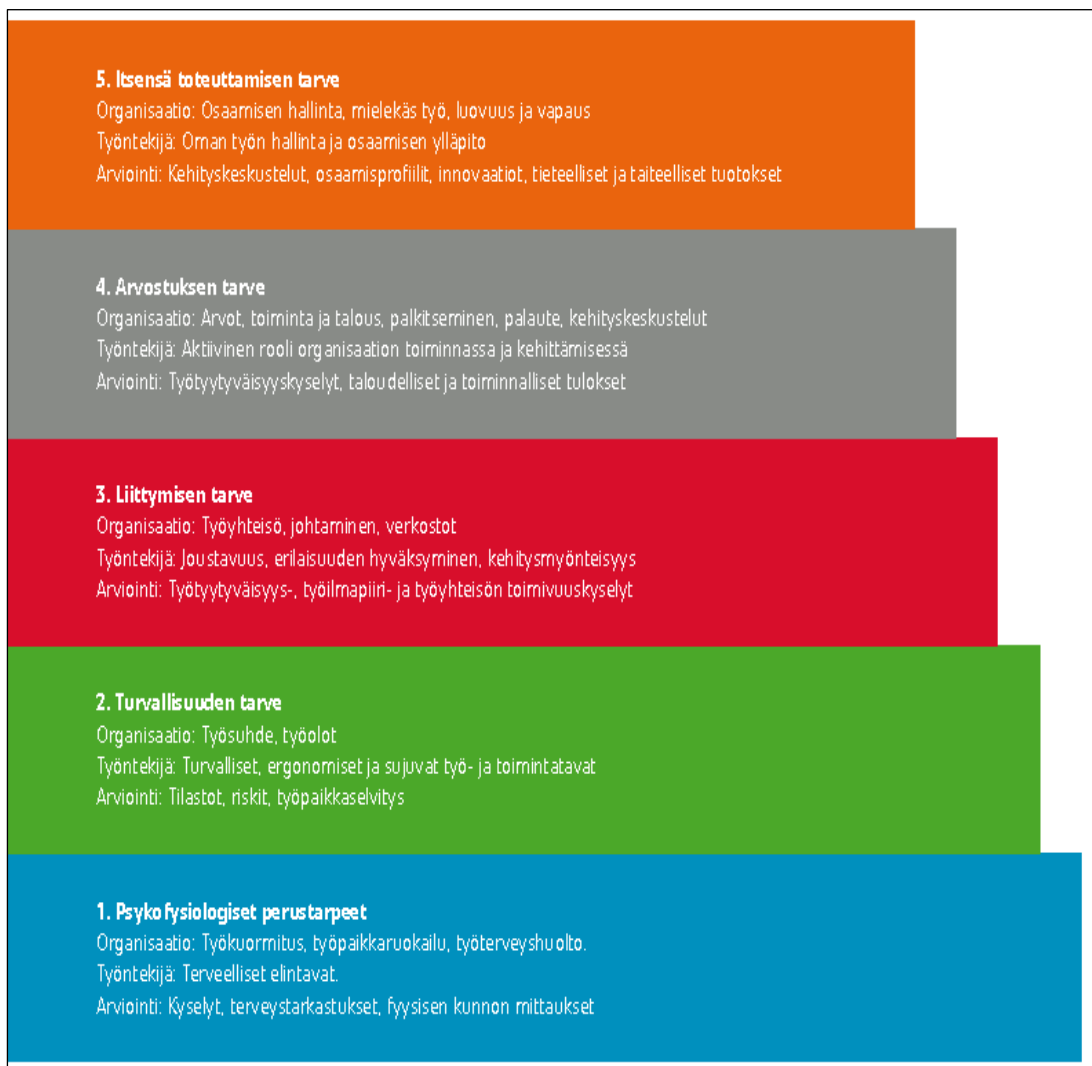 5. Itsensä toteuttamisen tarve
Organisaatio: Osaamisen hallinta, mielekäs työ, luovuus ja vapaus
Työntekijä: Oman työn hallinta ja osaamisen ylläpito
Arviointi: Kehityskeskustelut, osaamisprofiilit, innovaatiot, tieteelliset ja taiteelliset tuotokset
4. Arvostuksen tarve
Organisaatio: Arvot, toiminta ja talous, palkitseminen, palaute, kehityskeskustelut
Työntekijä: Aktiivinen rooli organisaation toiminnassa ja kehittämisessä
Arviointi: Työtyytyväisyyskyselyt, taloudelliset ja toiminnalliset tulokset
3. Liittymisen tarve
Organisaatio: Työyhteisö, johtaminen, verkostot
Työntekijä: Joustavuus, erilaisuuden hyväksyminen, kehitysmyönteisyys
Arviointi: Työtyytyväisyys-, työilmapiiri- ja työyhteisön toimivuuskyselyt
2. Turvallisuuden tarve
Organisaatio: Työsuhde, työolot
Työntekijä: Turvalliset, ergonomiset ja sujuvat työ- ja toimintatavat
Arviointi: Tilastot, riskit, työpaikkaselvitys
1. Psykofysiologiset perustarpeet
Organisaatio: Työkuormitus, työpaikkaruokailu, työterveyshuolto.
Työntekijä: Terveelliset elintavat.
Arviointi: Kyselyt, terveystarkastukset, fyysisen kunnon mittaukset